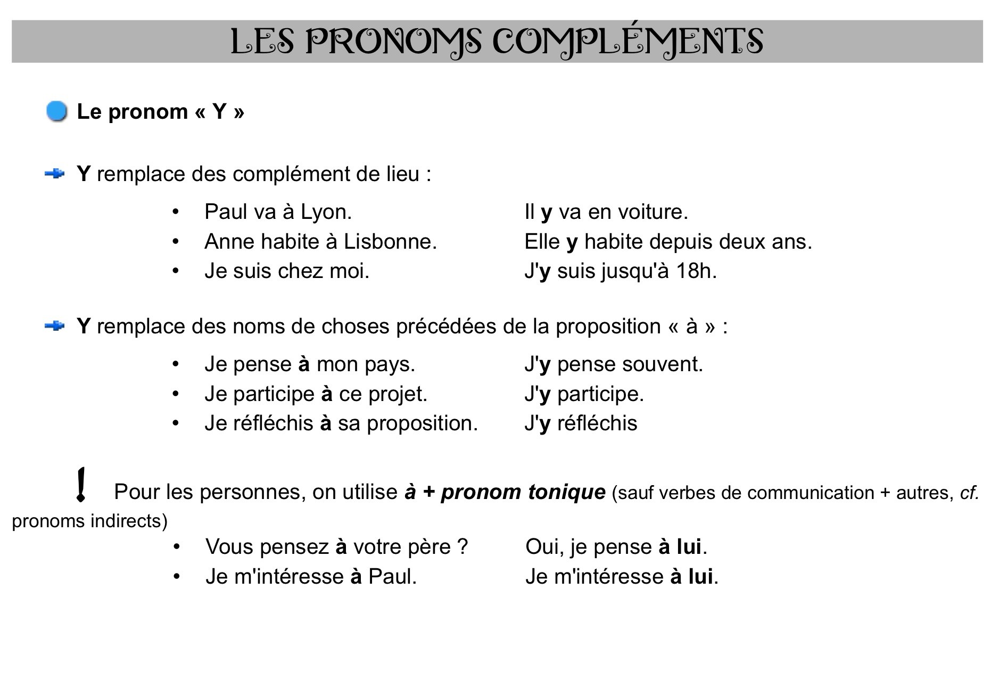 LES PRONOMS COMPLÉMENTS
Le pronom « Y »
Y remplace des complément de lieu :
• Paul va à Lyon. Il y va en voiture.
• Anne habite à Lisbonne. Elle y habite depuis deux ans.
• Je suis chez moi. J'y suis jusqu'à 18h.
Y remplace des noms de choses précédées de la proposition « à » :
• Je pense à mon pays. J'y pense souvent.
• Je participe à ce projet. J'y participe.
• Je réfléchis à sa proposition. J'y réfléchis
! Pour les personnes, on utilise à + pronom tonique (sauf verbes de communication + autres, cf.
pronoms indirects)
• Vous pensez à votre père ? Oui, je pense à lui.
• Je m'intéresse à Paul. Je m'intéresse à lui.